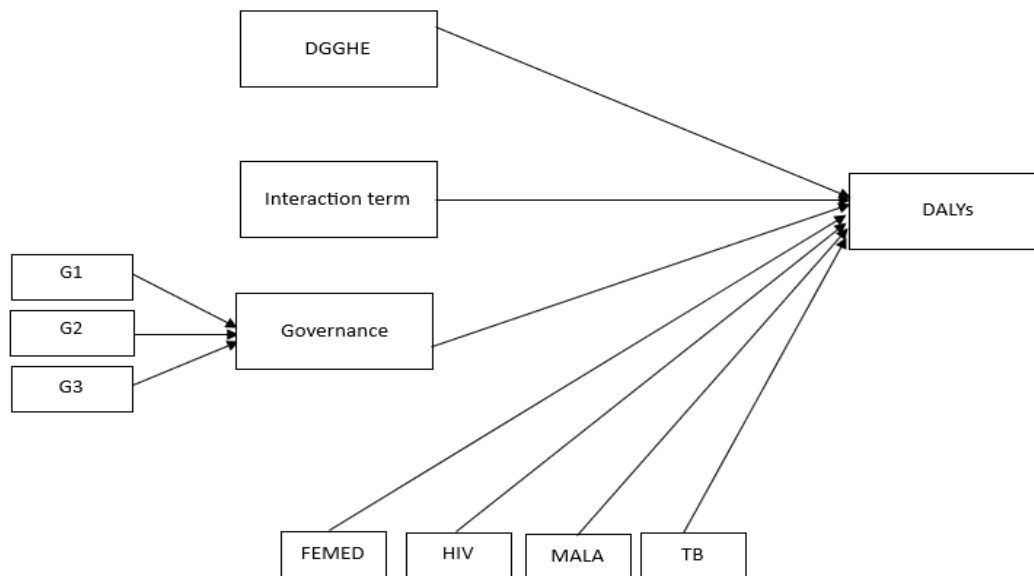 DGGHE
Interaction term
DALYs
G1
G2
G3
Governance
FEMED
HIV
MALA
TB